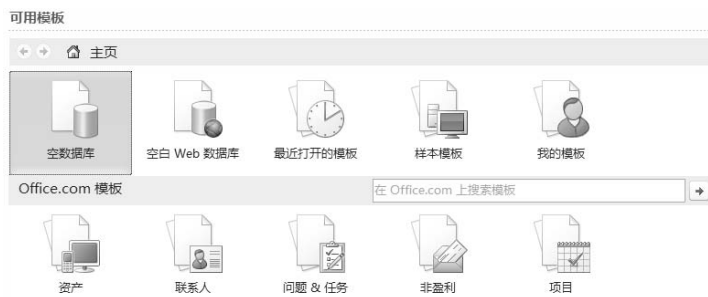 可用模板
主页
空数据库 空白 Web 数据库 最近打开的模板 样本模板 我的模板
Office.com 模板 在 Office.com 上搜索模板
资产 联系人 问题 & 任务 非盈利 项目